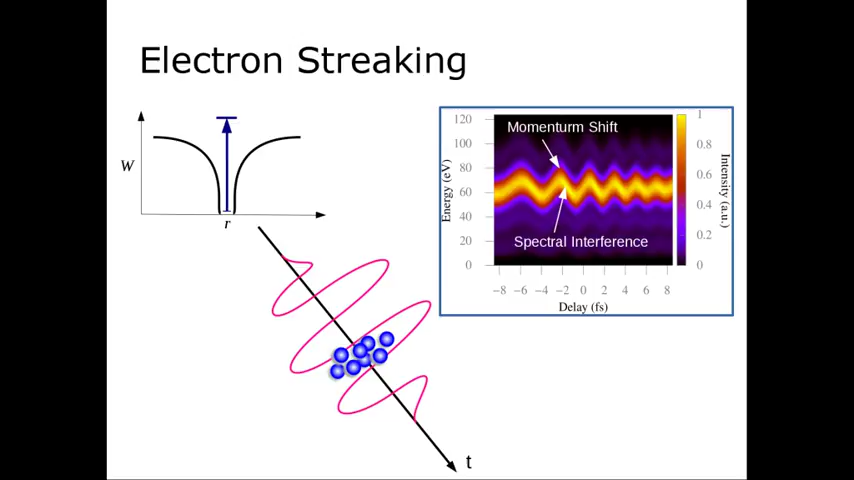 Electron Streaking
W
r
t
120
100
80
60
40
20
0
Energy (eV)
Momenturm Shift
Spectral Interference
−8 −6 −4 −2 0 2 4 6 8
Delay (fs)
1
0.8
0.6
0.4
0.2
0
Intensity (a.u.)